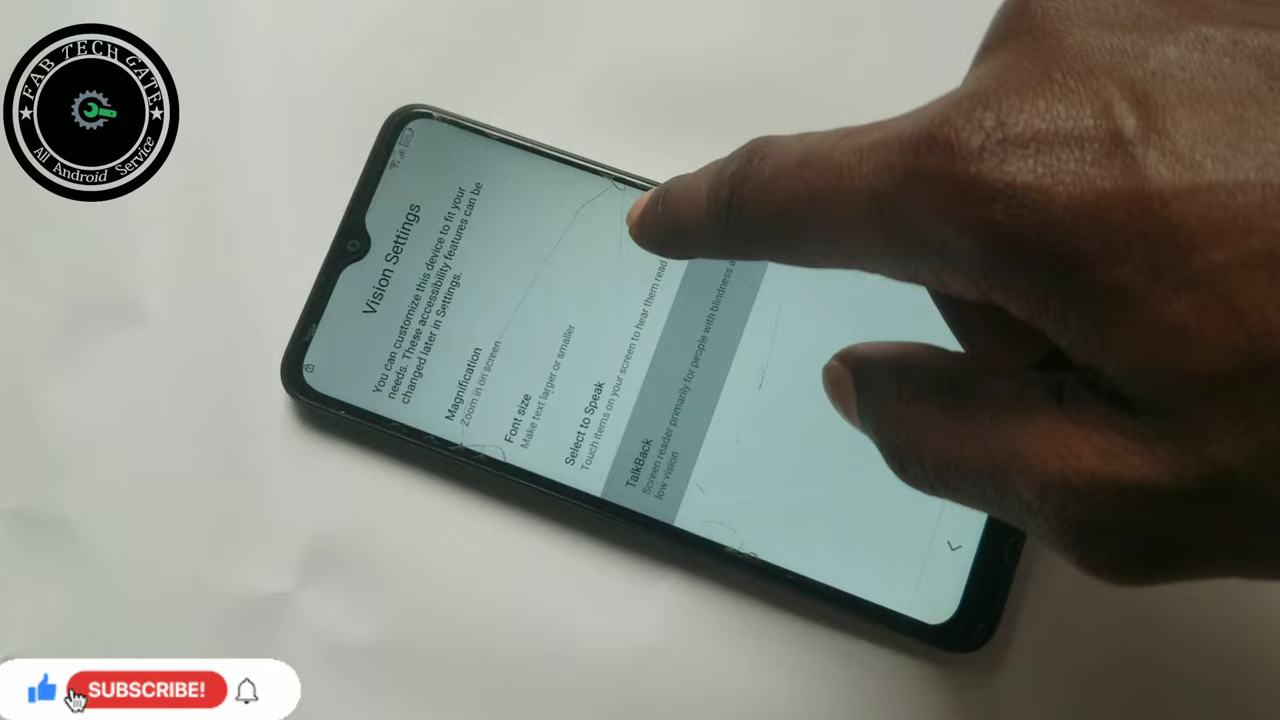 FAB TECH GATE
All Android Service
Vision Settings
You can customize this device to fit your
needs. These accessibility features can be
changed later in Settings.
Magnification
Zoom in on screen
Font size
Make text larger or smaller
Select to Speak
Touch items on your screen to hear them read
TalkBack
Screen reader primarily for people with blindness
low vision
SUBSCRIBE!